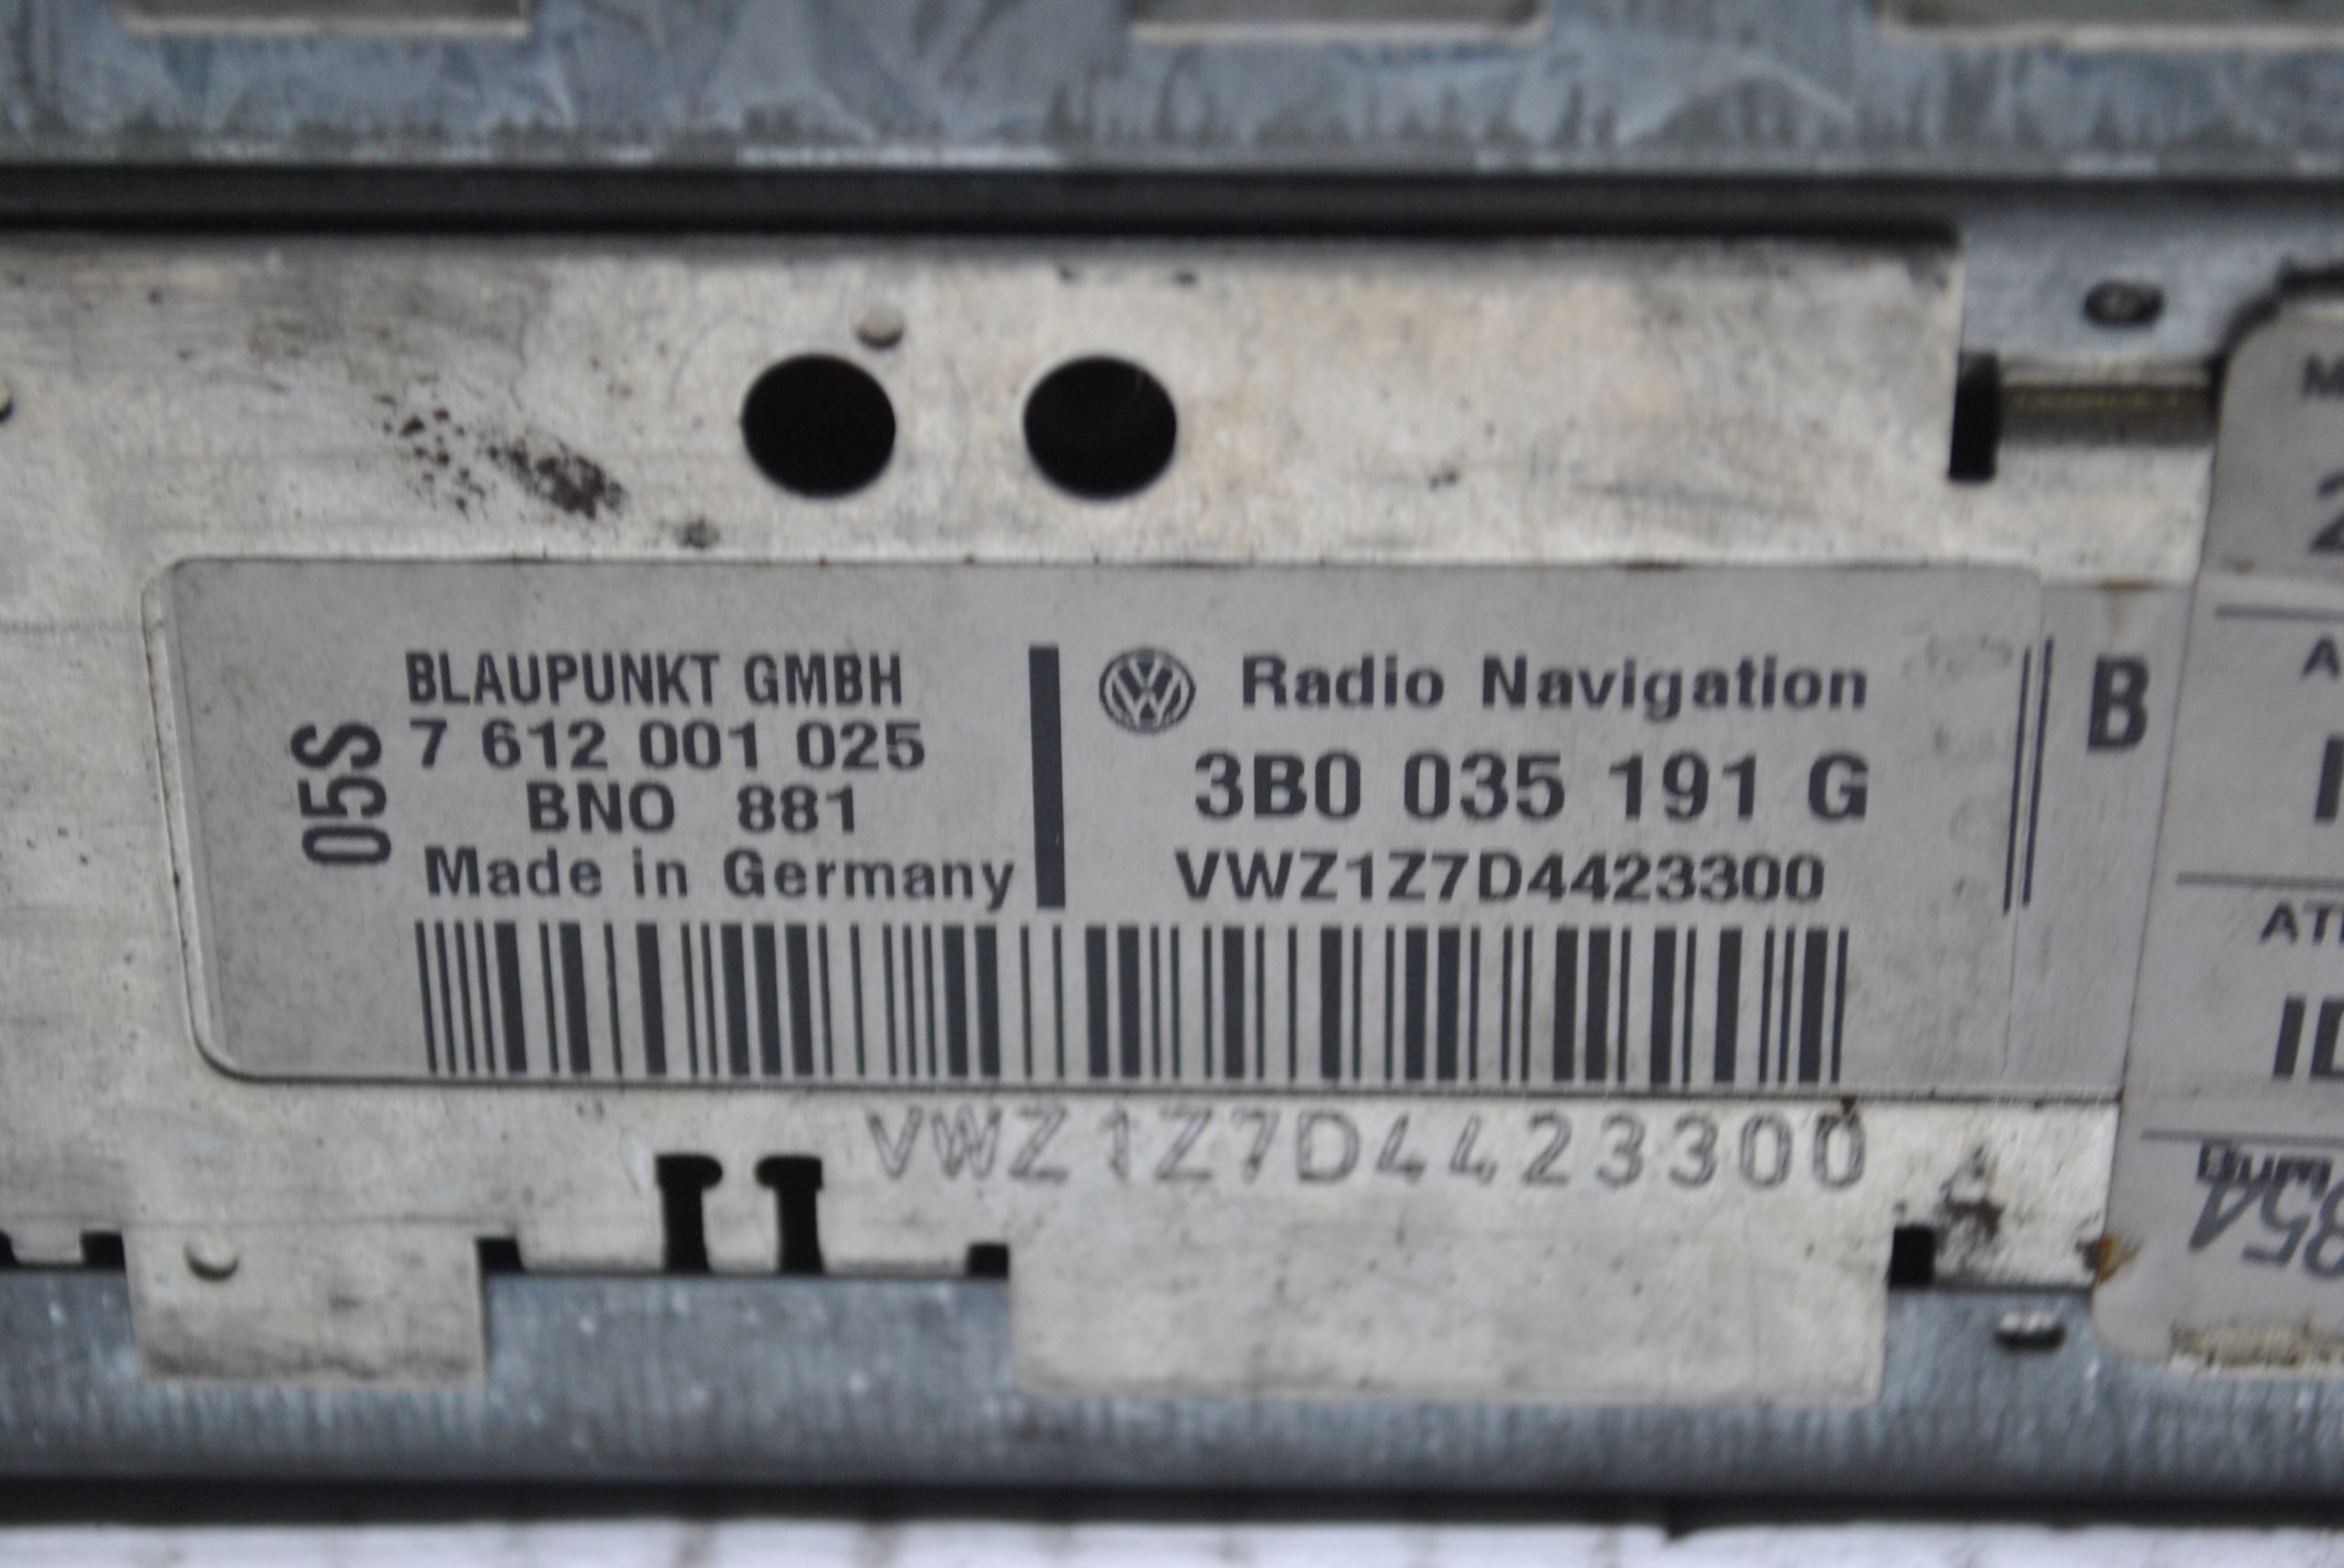 05S
BLAUPUNKT GMBH
7 612 001 025
BNO 881
Made in Germany
Radio Navigation
3B0 035 191 G
VWZ1Z7D4423300
B
VWZ1Z7D4423300